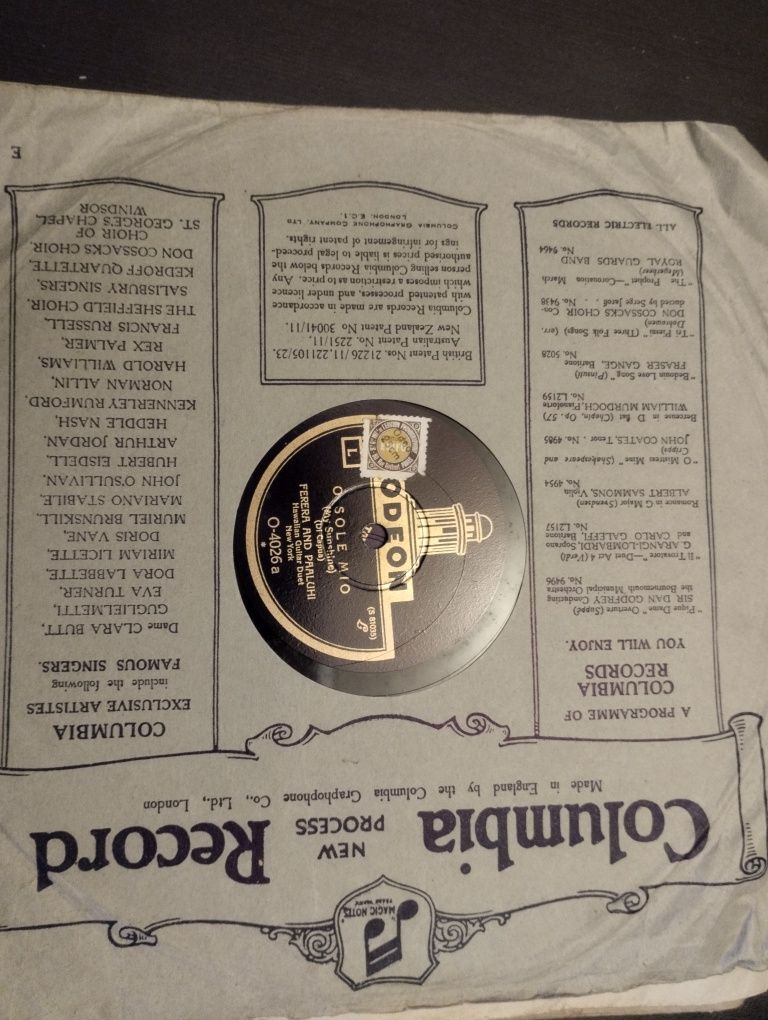 Columbia
NEW
PROCESS
Record
"MAGIC NOTES"
TRADE MARK
Made in England by the Columbia Graphophone Co., Ltd., London
A PROGRAMME OF
COLUMBIA
RECORDS
YOU WILL ENJOY.
"Pique Dame" Overture (Suppé)
SIR DAN GODFREY Conducting
the Bournemouth Municipal Orchestra
No. 9496
"Il Trovatore"—Duet Act 4 (Verdi)
G. ARANGI-LOMBARDI, Soprano
and CARLO GALEFFI, Baritone
No. L2157
Romance in G Major (Svendsen)
ALBERT SAMMONS, Violin
No. 4954
"O Mistress Mine" (Shakespeare and
Cripps)
JOHN COATES, Tenor . No. 4985
Berceuse in D flat (Chopin, Op. 57)
WILLIAM MURDOCH, Pianoforte
No. L2159
"Bedouin Love Song" (Pinsuti)
FRASER GANGE, Baritone
No. 5028
"Tri Piesni" (Three Folk Songs) (arr.
Dobrowen)
DON COSSACKS CHOIR Con-
ducted by Serge Jaroff . . No. 9438
"The Prophet"—Coronation March
(Meyerbeer)
ROYAL GUARDS BAND
No. 9464
ALL ELECTRIC RECORDS
British Patent Nos. 21226/11, 221105/23.
Australian Patent No. 1251/11.
New Zealand Patent No 30041/11.
Columbia Records are made in accordance
with patented processes, and under licence
which imposes a restriction as to price. Any
person selling Columbia Records below the
authorised prices is liable to legal proceed-
ings for infringement of patent rights.
COLUMBIA GRAPHOPHONE COMPANY, LTD
LONDON, E.C.1.
COLUMBIA
EXCLUSIVE ARTISTES
include the following
FAMOUS SINGERS.
Dame CLARA BUTT,
GUGLIELMETTI,
EVA TURNER,
DORA LABBETTE,
MIRIAM LICETTE,
DORIS VANE,
MURIEL BRUNSKILL,
MARIANO STABILE,
JOHN O'SULLIVAN,
HUBERT EISDELL,
ARTHUR JORDAN,
HEDDLE NASH,
KENNERLEY RUMFORD,
NORMAN ALLIN,
HAROLD WILLIAMS,
REX PALMER,
FRANCIS RUSSELL,
THE SHEFFIELD CHOIR,
SALISBURY SINGERS,
KEDROFF QUARTETTE,
DON COSSACKS CHOIR,
CHOIR OF
ST. GEORGE'S CHAPEL,
WINDSOR
E
ODEON
(S 81035)
O SOLE MIO
(My Sunshine)
(Di Capua)
FERERA AND PAALUHI
Hawaiian Guitar Duet
New York
O-4026a